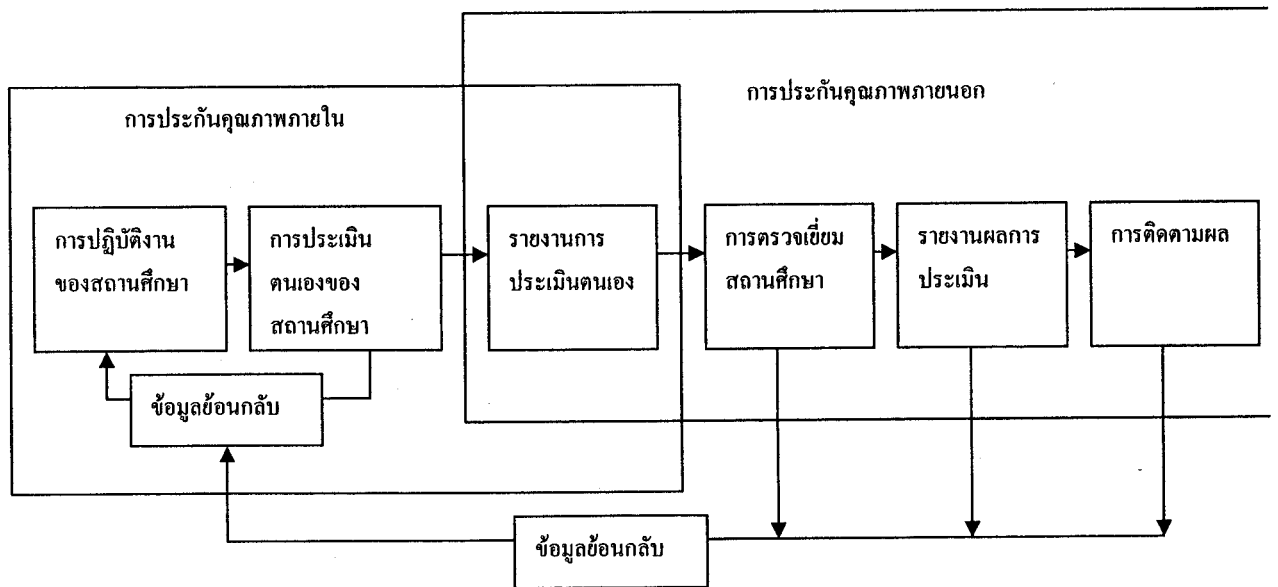 การประกันคุณภาพภายนอก
การประกันคุณภาพภายใน
การปฏิบัติงาน
ของสถานศึกษา
การประเมิน
ตนเองของ
สถานศึกษา
รายงานการ
ประเมินตนเอง
การตรวจเยี่ยม
สถานศึกษา
รายงานผลการ
ประเมิน
การติดตามผล
ข้อมูลย้อนกลับ
ข้อมูลย้อนกลับ